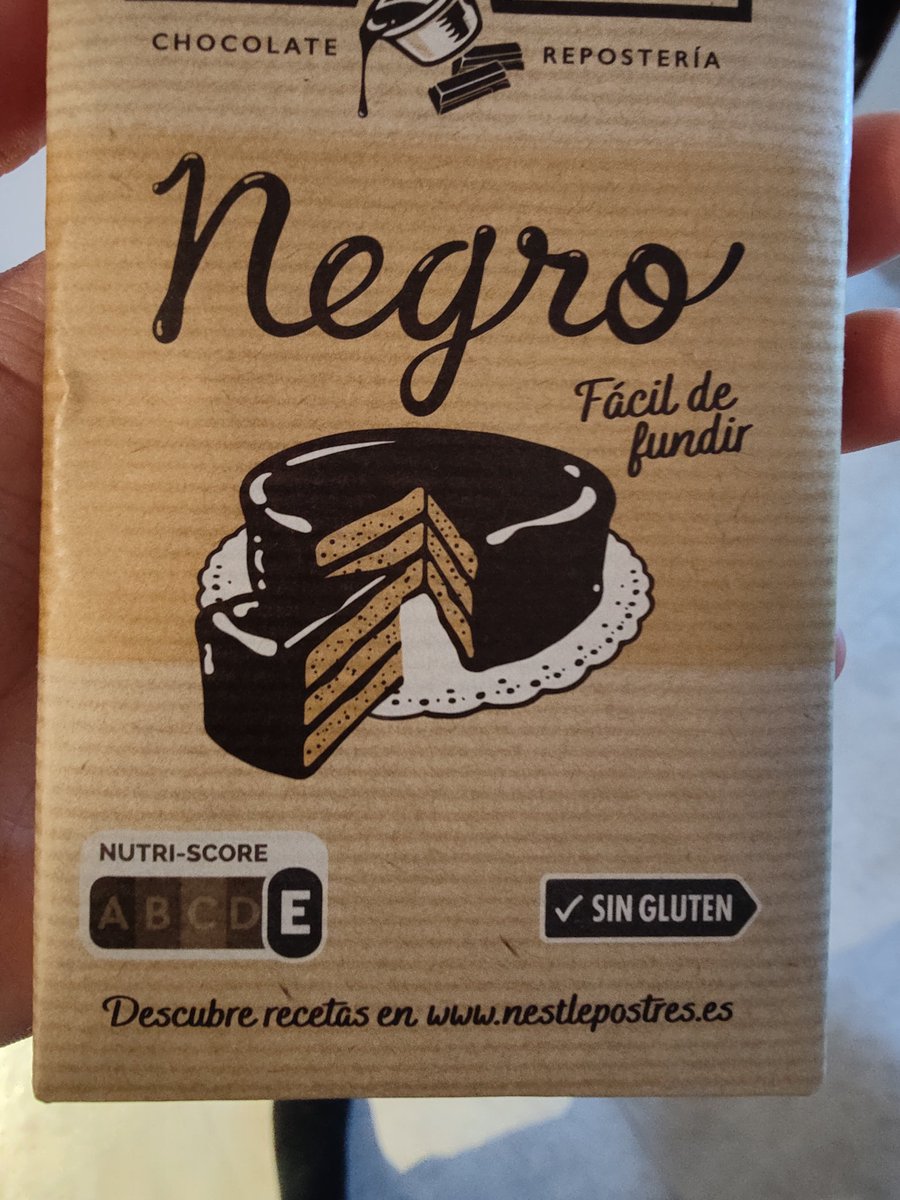 CHOCOLATE REPOSTERÍA
Negro
Fácil de
fundir
NUTRI-SCORE
A B C D E
✓ SIN GLUTEN
Descubre recetas en www.nestlepostres.es